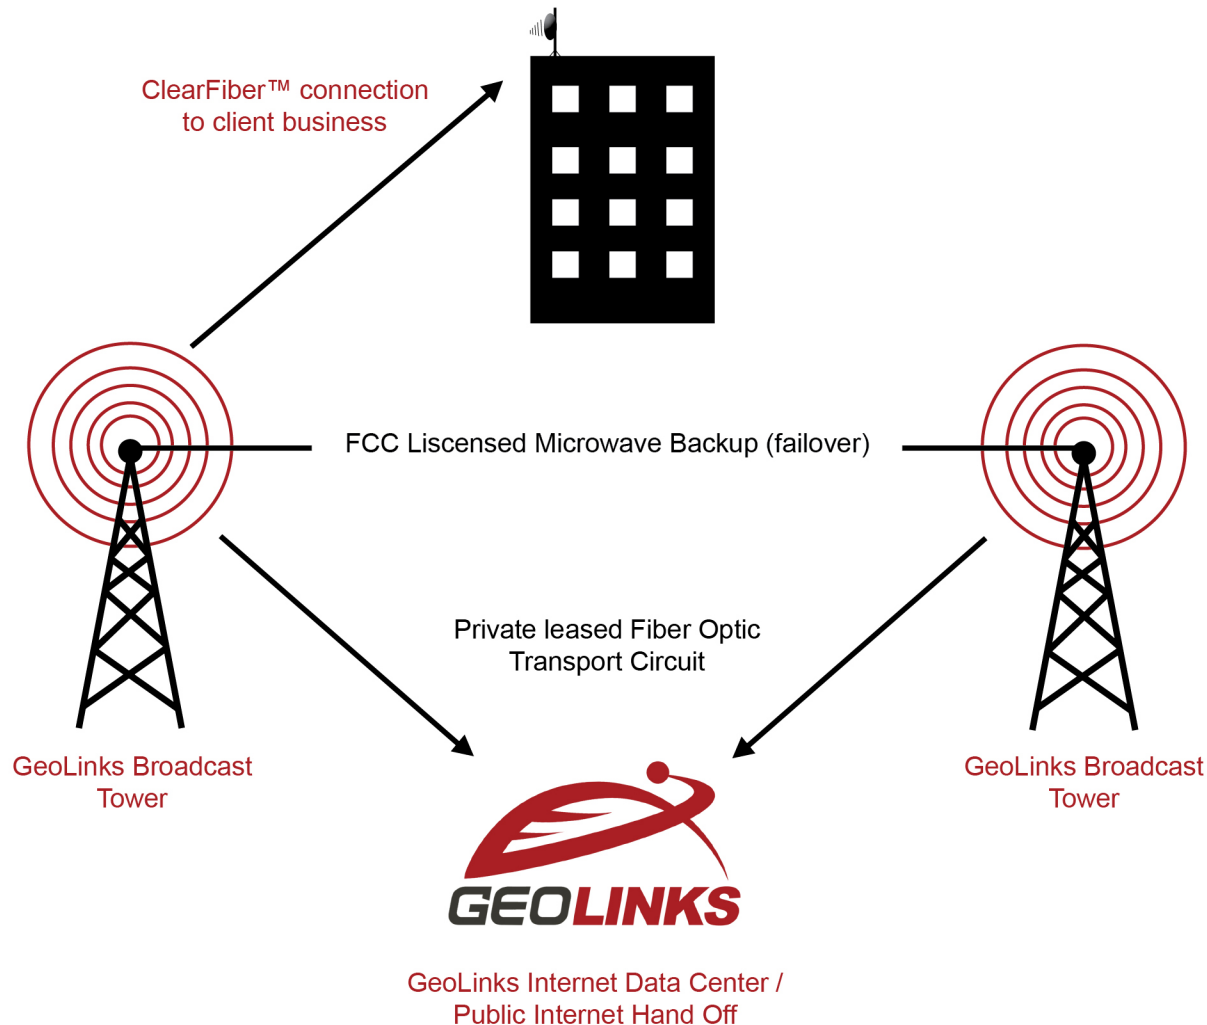 ClearFiber™ connection
to client business
FCC Liscensed Microwave Backup (failover)
Private leased Fiber Optic
Transport Circuit
GeoLinks Broadcast
Tower
GeoLinks Broadcast
Tower
GEOLINKS
GeoLinks Internet Data Center /
Public Internet Hand Off